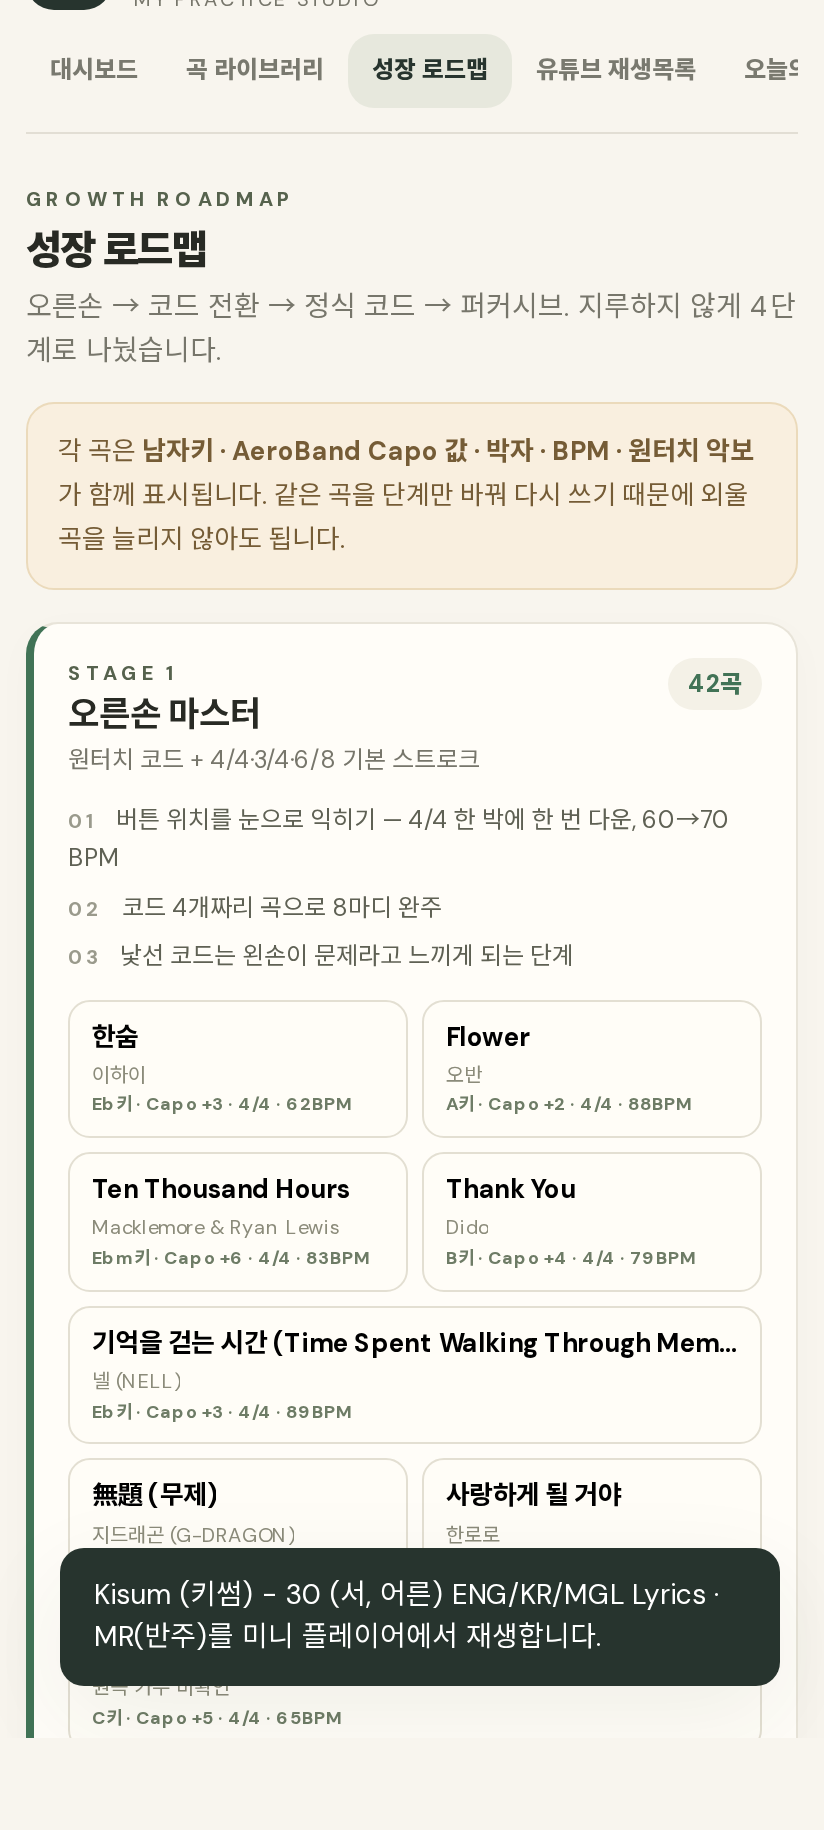 MY PRACTICE STUDIO
대시보드 곡 라이브러리 성장 로드맵 유튜브 재생목록 오늘의
GROWTH ROADMAP
성장 로드맵
오른손 → 코드 전환 → 정식 코드 → 퍼커시브. 지루하지 않게 4단
계로 나눴습니다.
각 곡은 남자키 · AeroBand Capo 값 · 박자 · BPM · 원터치 악보
가 함께 표시됩니다. 같은 곡을 단계만 바꿔 다시 쓰기 때문에 외울
곡을 늘리지 않아도 됩니다.
STAGE 1
42곡
오른손 마스터
원터치 코드 + 4/4·3/4·6/8 기본 스트로크
01 버튼 위치를 눈으로 익히기 — 4/4 한 박에 한 번 다운, 60→70
BPM
02 코드 4개짜리 곡으로 8마디 완주
03 낯선 코드는 왼손이 문제라고 느끼게 되는 단계
한숨
이하이
Eb키 · Capo +3 · 4/4 · 62BPM
Flower
오반
A키 · Capo +2 · 4/4 · 88BPM
Ten Thousand Hours
Macklemore & Ryan Lewis
Ebm키 · Capo +6 · 4/4 · 83BPM
Thank You
Dido
B키 · Capo +4 · 4/4 · 79BPM
기억을 걷는 시간 (Time Spent Walking Through Mem...
넬 (NELL)
Eb키 · Capo +3 · 4/4 · 89BPM
無題 (무제)
지드래곤 (G-DRAGON)
사랑하게 될 거야
한로로
Kisum (키썸) - 30 (서, 어른) ENG/KR/MGL Lyrics ·
MR(반주)를 미니 플레이어에서 재생합니다.
원곡 가수 미확인
C키 · Capo +5 · 4/4 · 65BPM